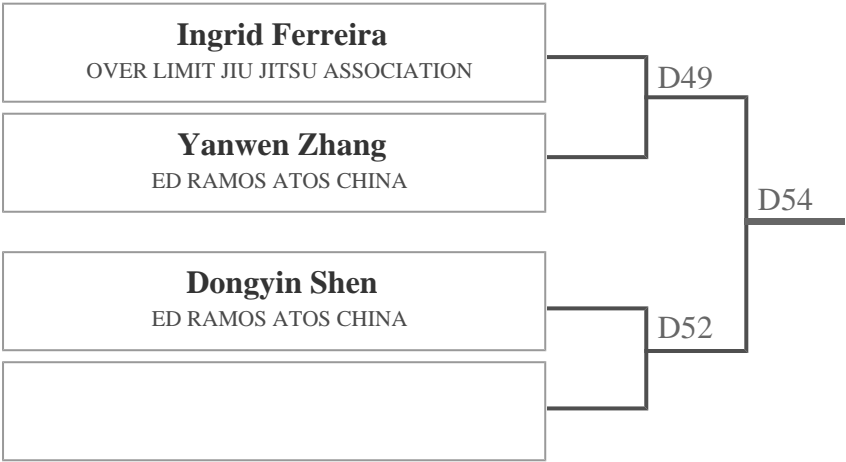 Ingrid Ferreira
OVER LIMIT JIU JITSU ASSOCIATION
D49
Yanwen Zhang
ED RAMOS ATOS CHINA
D54
Dongyin Shen
ED RAMOS ATOS CHINA
D52